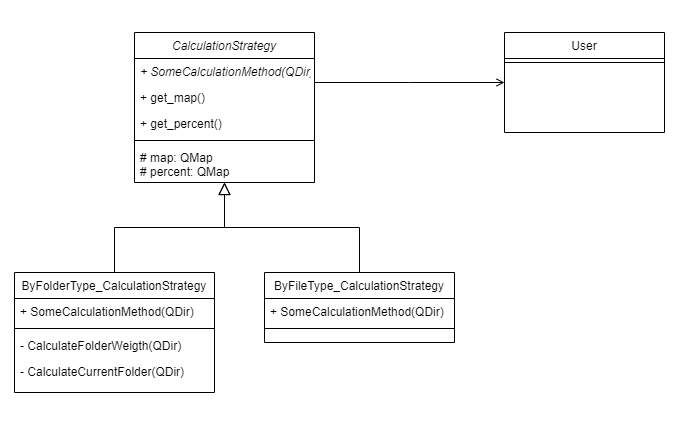 CalculationStrategy
User
+ SomeCalculationMethod(QDir,
+ get_map()
+ get_percent()
# map: QMap
# percent: QMap
ByFolderType_CalculationStrategy
+ SomeCalculationMethod(QDir)
- CalculateFolderWeigth(QDir)
- CalculateCurrentFolder(QDir)
ByFileType_CalculationStrategy
+ SomeCalculationMethod(QDir)